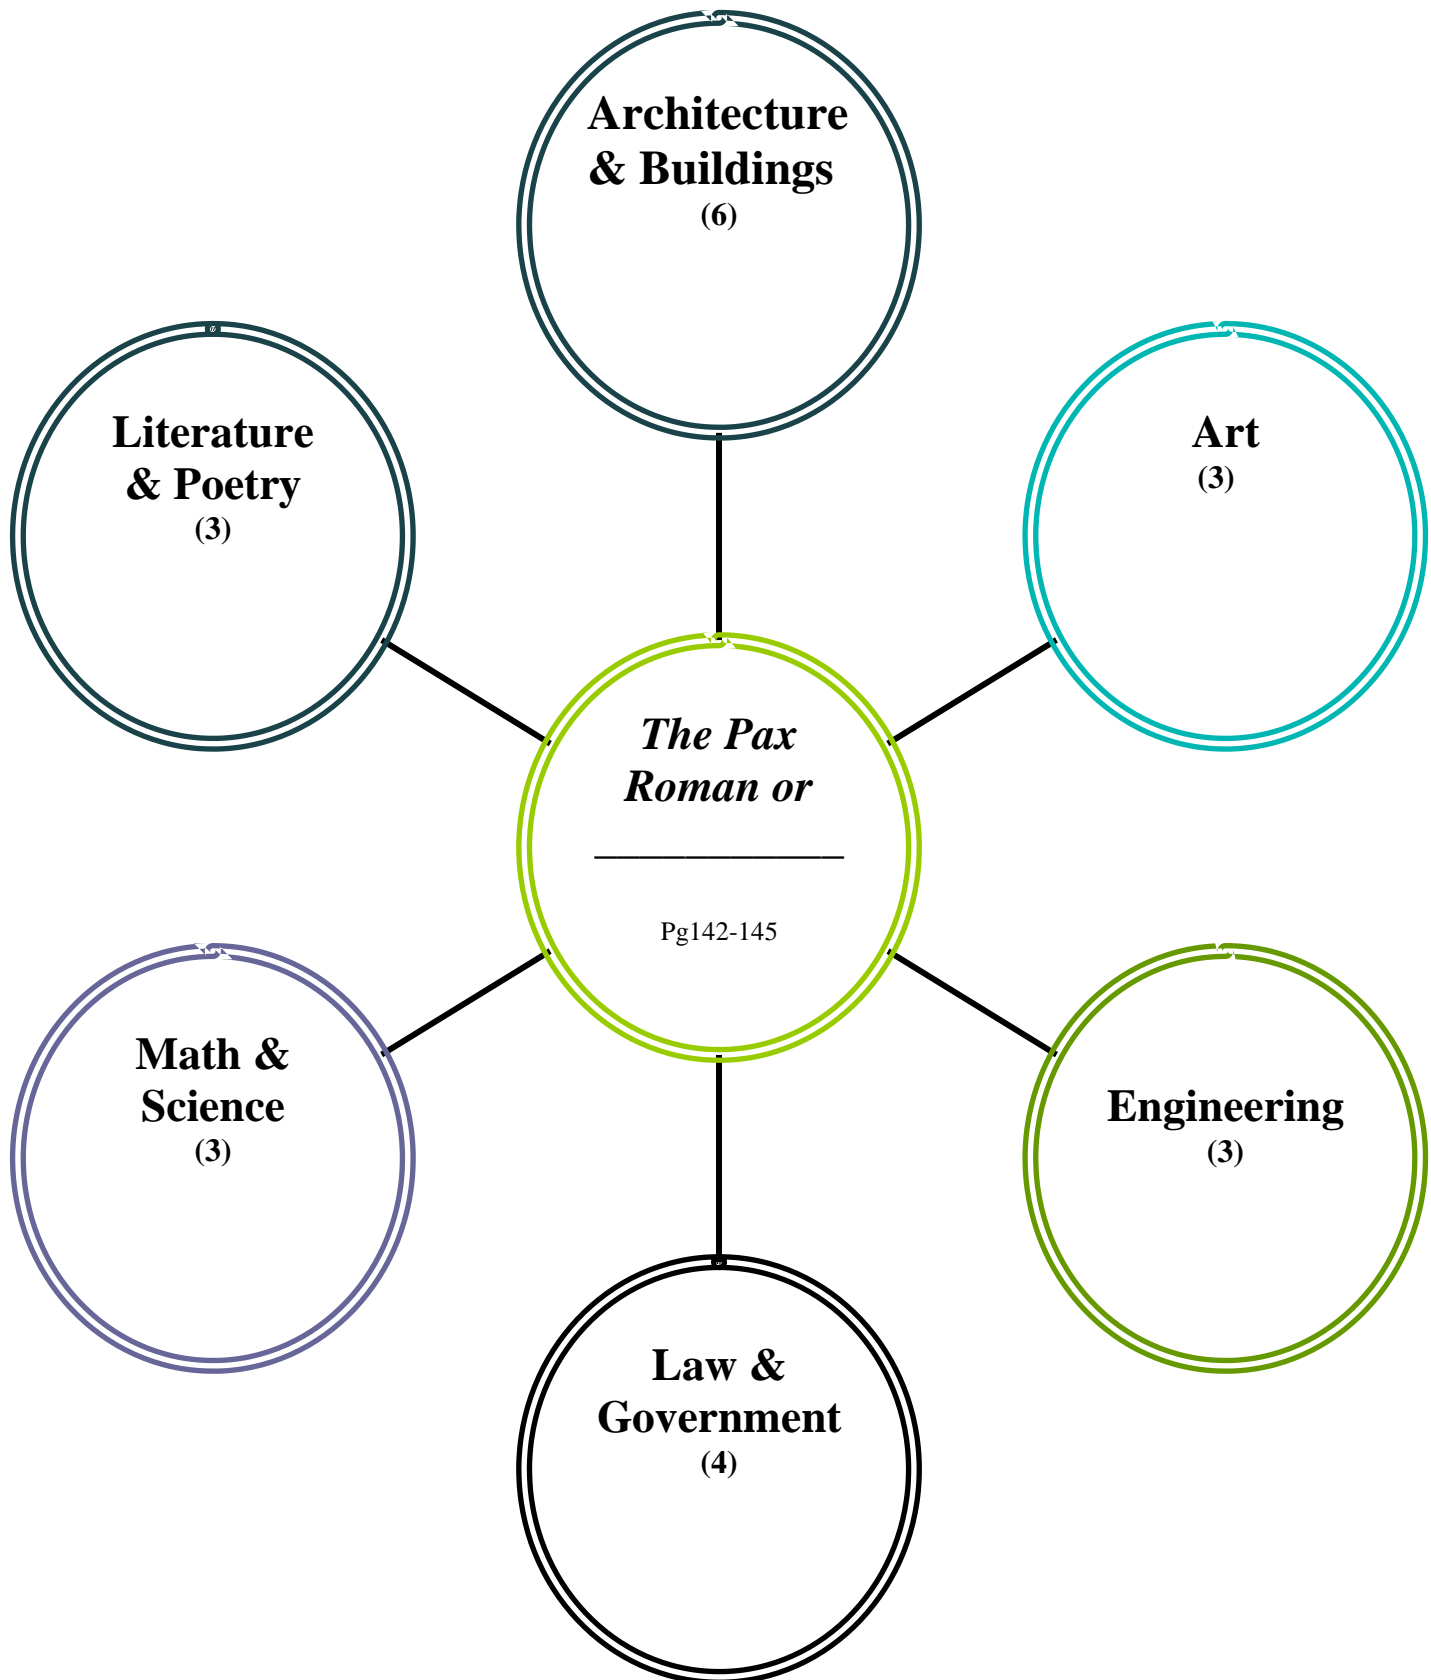 Architecture
& Buildings
(6)
Literature
& Poetry
(3)
Art
(3)
The Pax
Roman or
___________
Pg142-145
Math &
Science
(3)
Engineering
(3)
Law &
Government
(4)